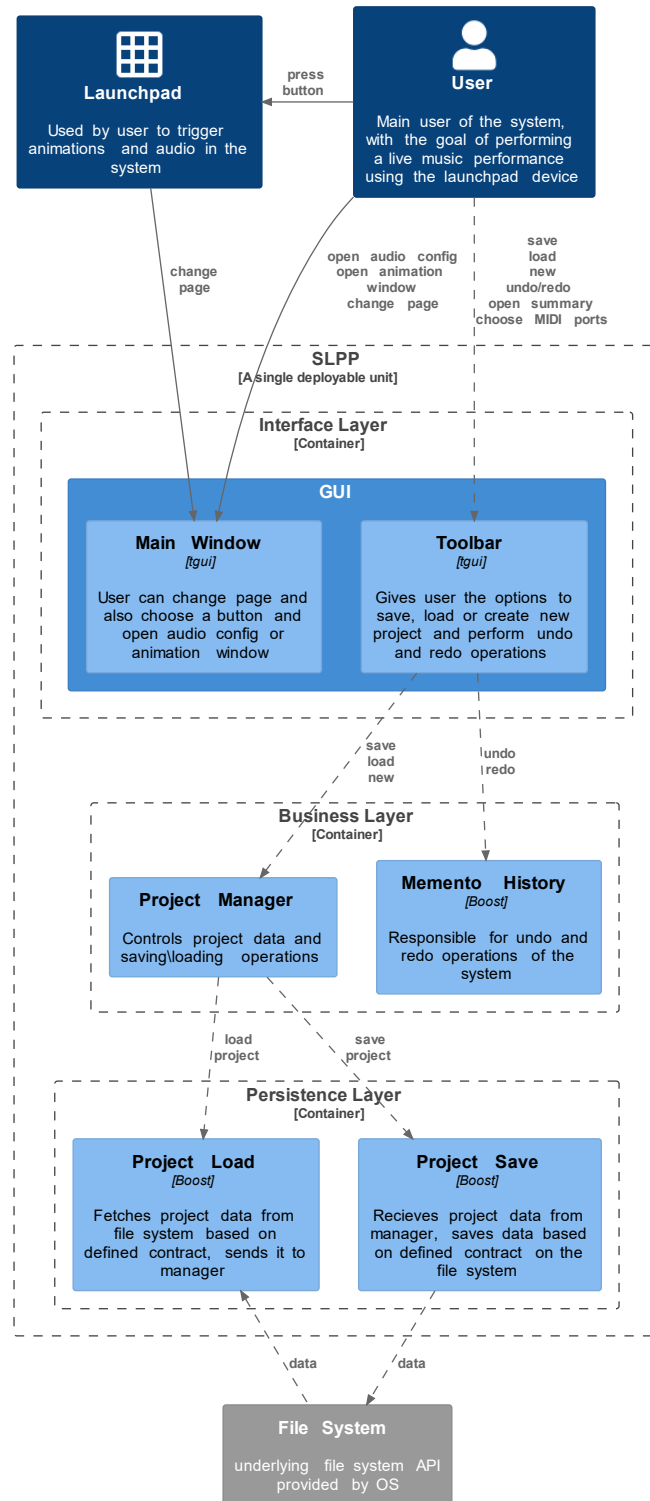 Launchpad
Used by user to trigger
animations and audio in the
system
press
button
User
Main user of the system,
with the goal of performing
a live music performance
using the launchpad device
change
page
open audio config
open animation
window
change page
save
load
new
undo/redo
open summary
choose MIDI ports
SLPP
[A single deployable unit]
Interface Layer
[Container]
GUI
Main Window
[tgui]
User can change page and
also choose a button and
open audio config or
animation window
Toolbar
[tgui]
Gives user the options to
save, load or create new
project and perform undo
and redo operations
save
load
new
undo
redo
Business Layer
[Container]
Project Manager
Controls project data and
saving\loading operations
Memento History
[Boost]
Responsible for undo and
redo operations of the
system
load
project
save
project
Persistence Layer
[Container]
Project Load
[Boost]
Fetches project data from
file system based on
defined contract, sends it to
manager
Project Save
[Boost]
Recieves project data from
manager, saves data based
on defined contract on the
file system
data
data
File System
underlying file system API
provided by OS